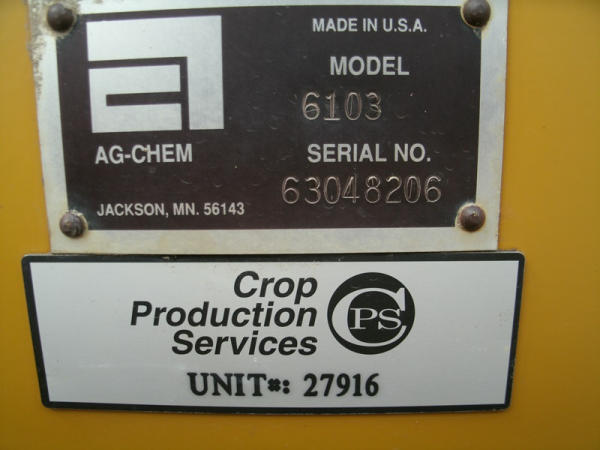 MADE IN U.S.A.
MODEL
6103
AG-CHEM
SERIAL NO.
63048206
JACKSON, MN. 56143
Crop
Production
Services
CPS
UNIT#: 27916